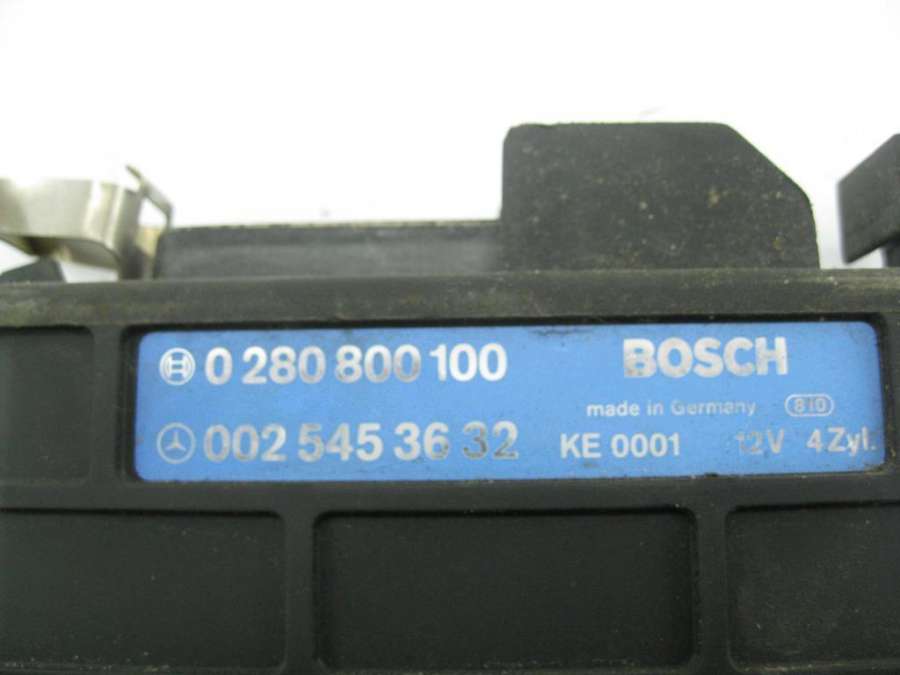 0 280 800 100 BOSCH
made in Germany 810
002 545 36 32 KE 0001 12V 4Zyl.